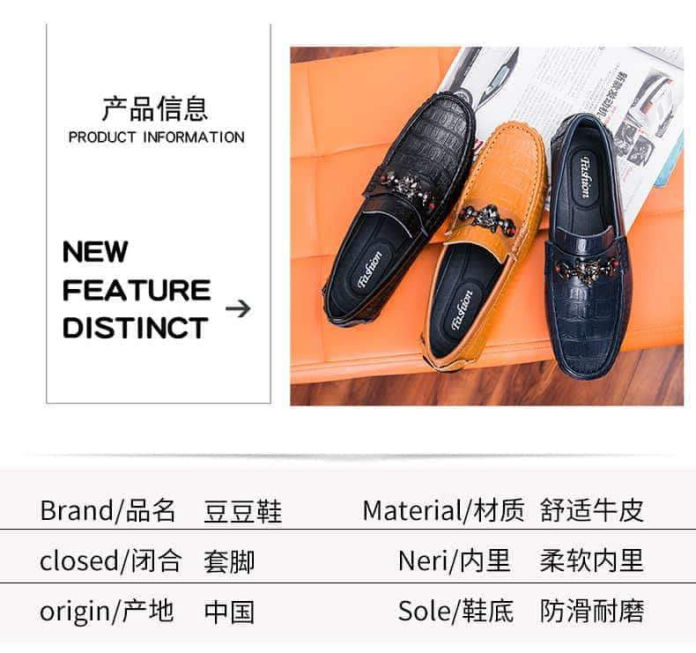 产品信息
PRODUCT INFORMATION
NEW
FEATURE
DISTINCT →
Fashion
Fashion
Fashion
Brand/品名 豆豆鞋
Material/材质 舒适牛皮
closed/闭合 套脚
Neri/内里 柔软内里
origin/产地 中国
Sole/鞋底 防滑耐磨